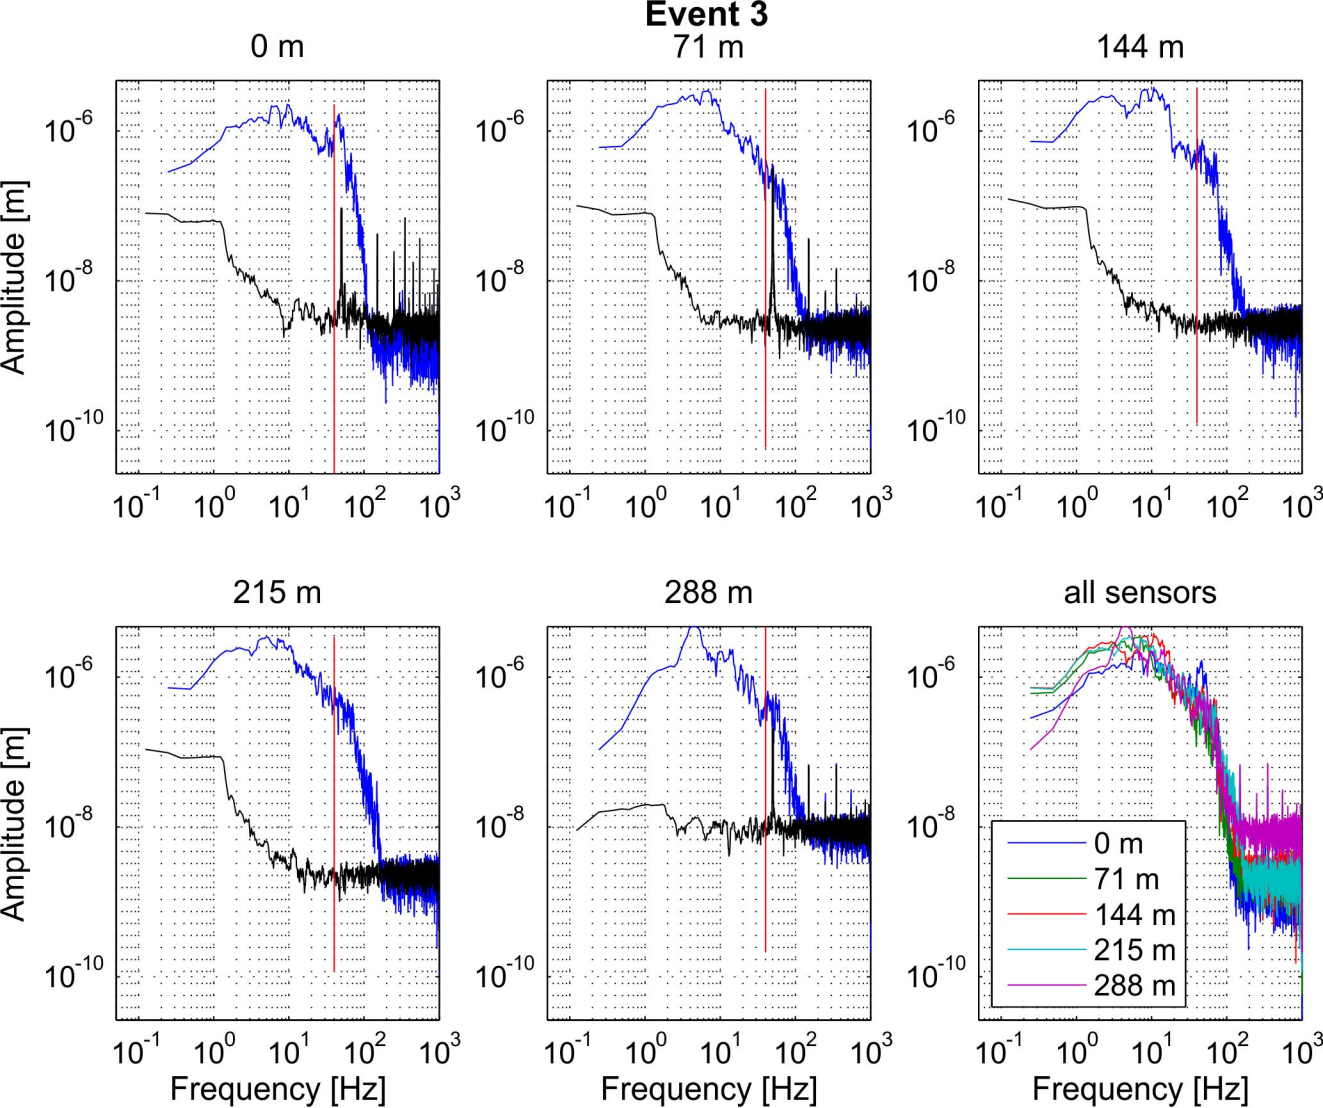 Event 3
0 m 71 m 144 m
Amplitude [m]
10^-6 10^-6 10^-6
10^-8 10^-8 10^-8
10^-10 10^-10 10^-10
10^-1 10^0 10^1 10^2 10^3 10^-1 10^0 10^1 10^2 10^3 10^-1 10^0 10^1 10^2 10^3
215 m 288 m all sensors
Amplitude [m]
10^-6 10^-6 10^-6
10^-8 10^-8 10^-8
10^-10 10^-10 10^-10
0 m
71 m
144 m
215 m
288 m
10^-1 10^0 10^1 10^2 10^3 10^-1 10^0 10^1 10^2 10^3 10^-1 10^0 10^1 10^2 10^3
Frequency [Hz] Frequency [Hz] Frequency [Hz]